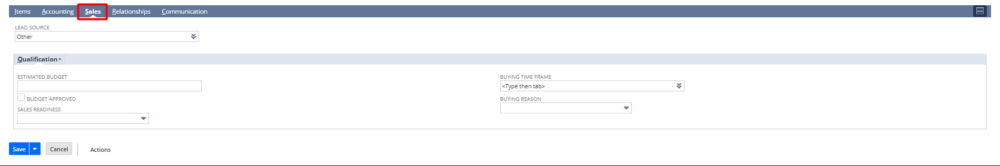 Items Accounting Sales Relationships Communication
LEAD SOURCE
Other
Qualification •
ESTIMATED BUDGET
BUDGET APPROVED
SALES READINESS
BUYING TIME FRAME
<Type then tab>
BUYING REASON
Save Cancel Actions